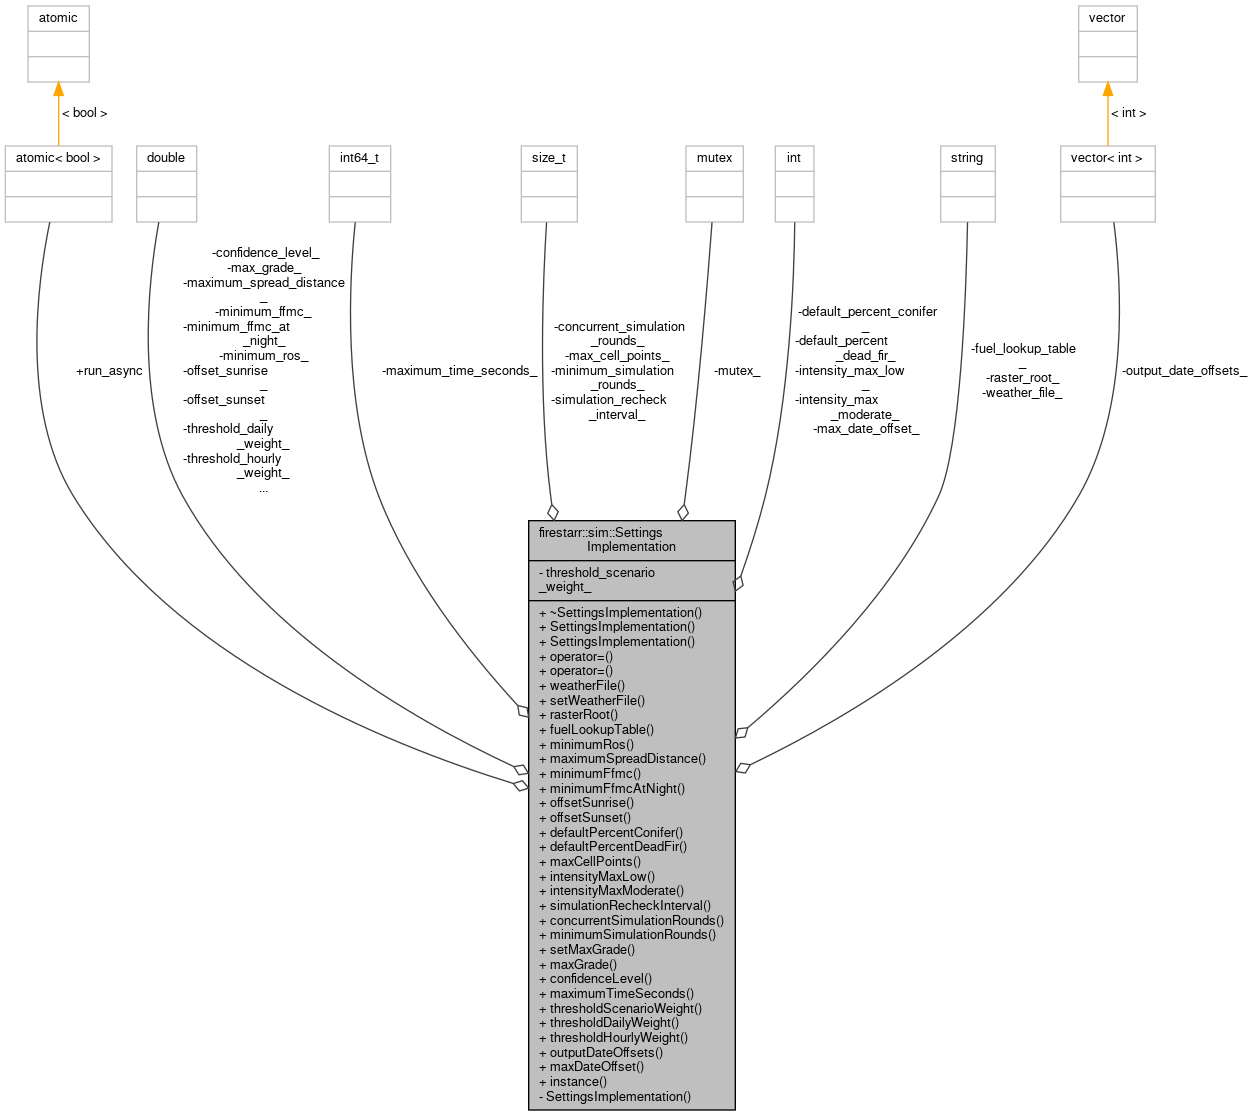 atomic
vector
< bool >
< int >
atomic< bool >
double
int64_t
size_t
mutex
int
string
vector< int >
+run_async
-confidence_level_
-max_grade_
-maximum_spread_distance
_
-minimum_ffmc_
-minimum_ffmc_at
_night_
-minimum_ros_
-offset_sunrise
_
-offset_sunset
_
-threshold_daily
_weight_
-threshold_hourly
_weight_
...
-maximum_time_seconds_
-concurrent_simulation
_rounds_
-max_cell_points_
-minimum_simulation
_rounds_
-simulation_recheck
_interval_
-mutex_
-default_percent_conifer
_
-default_percent
_dead_fir_
-intensity_max_low
_
-intensity_max
_moderate_
-max_date_offset_
-fuel_lookup_table
_
-raster_root_
-weather_file_
-output_date_offsets_
firestarr::sim::Settings
Implementation
- threshold_scenario
_weight_
+ ~SettingsImplementation()
+ SettingsImplementation()
+ SettingsImplementation()
+ operator=()
+ operator=()
+ weatherFile()
+ setWeatherFile()
+ rasterRoot()
+ fuelLookupTable()
+ minimumRos()
+ maximumSpreadDistance()
+ minimumFfmc()
+ minimumFfmcAtNight()
+ offsetSunrise()
+ offsetSunset()
+ defaultPercentConifer()
+ defaultPercentDeadFir()
+ maxCellPoints()
+ intensityMaxLow()
+ intensityMaxModerate()
+ simulationRecheckInterval()
+ concurrentSimulationRounds()
+ minimumSimulationRounds()
+ setMaxGrade()
+ maxGrade()
+ confidenceLevel()
+ maximumTimeSeconds()
+ thresholdScenarioWeight()
+ thresholdDailyWeight()
+ thresholdHourlyWeight()
+ outputDateOffsets()
+ maxDateOffset()
+ instance()
- SettingsImplementation()